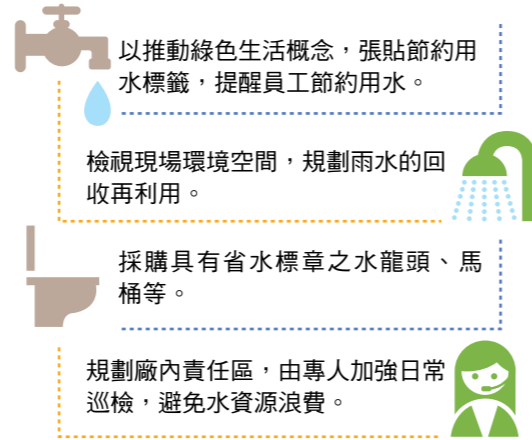 以推動綠色生活概念，張貼節約用
水標籤，提醒員工節約用水。
檢視現場環境空間，規劃雨水的回
收再利用。
採購具有省水標章之水龍頭、馬
桶等。
規劃廠內責任區，由專人加強日常
巡檢，避免水資源浪費。